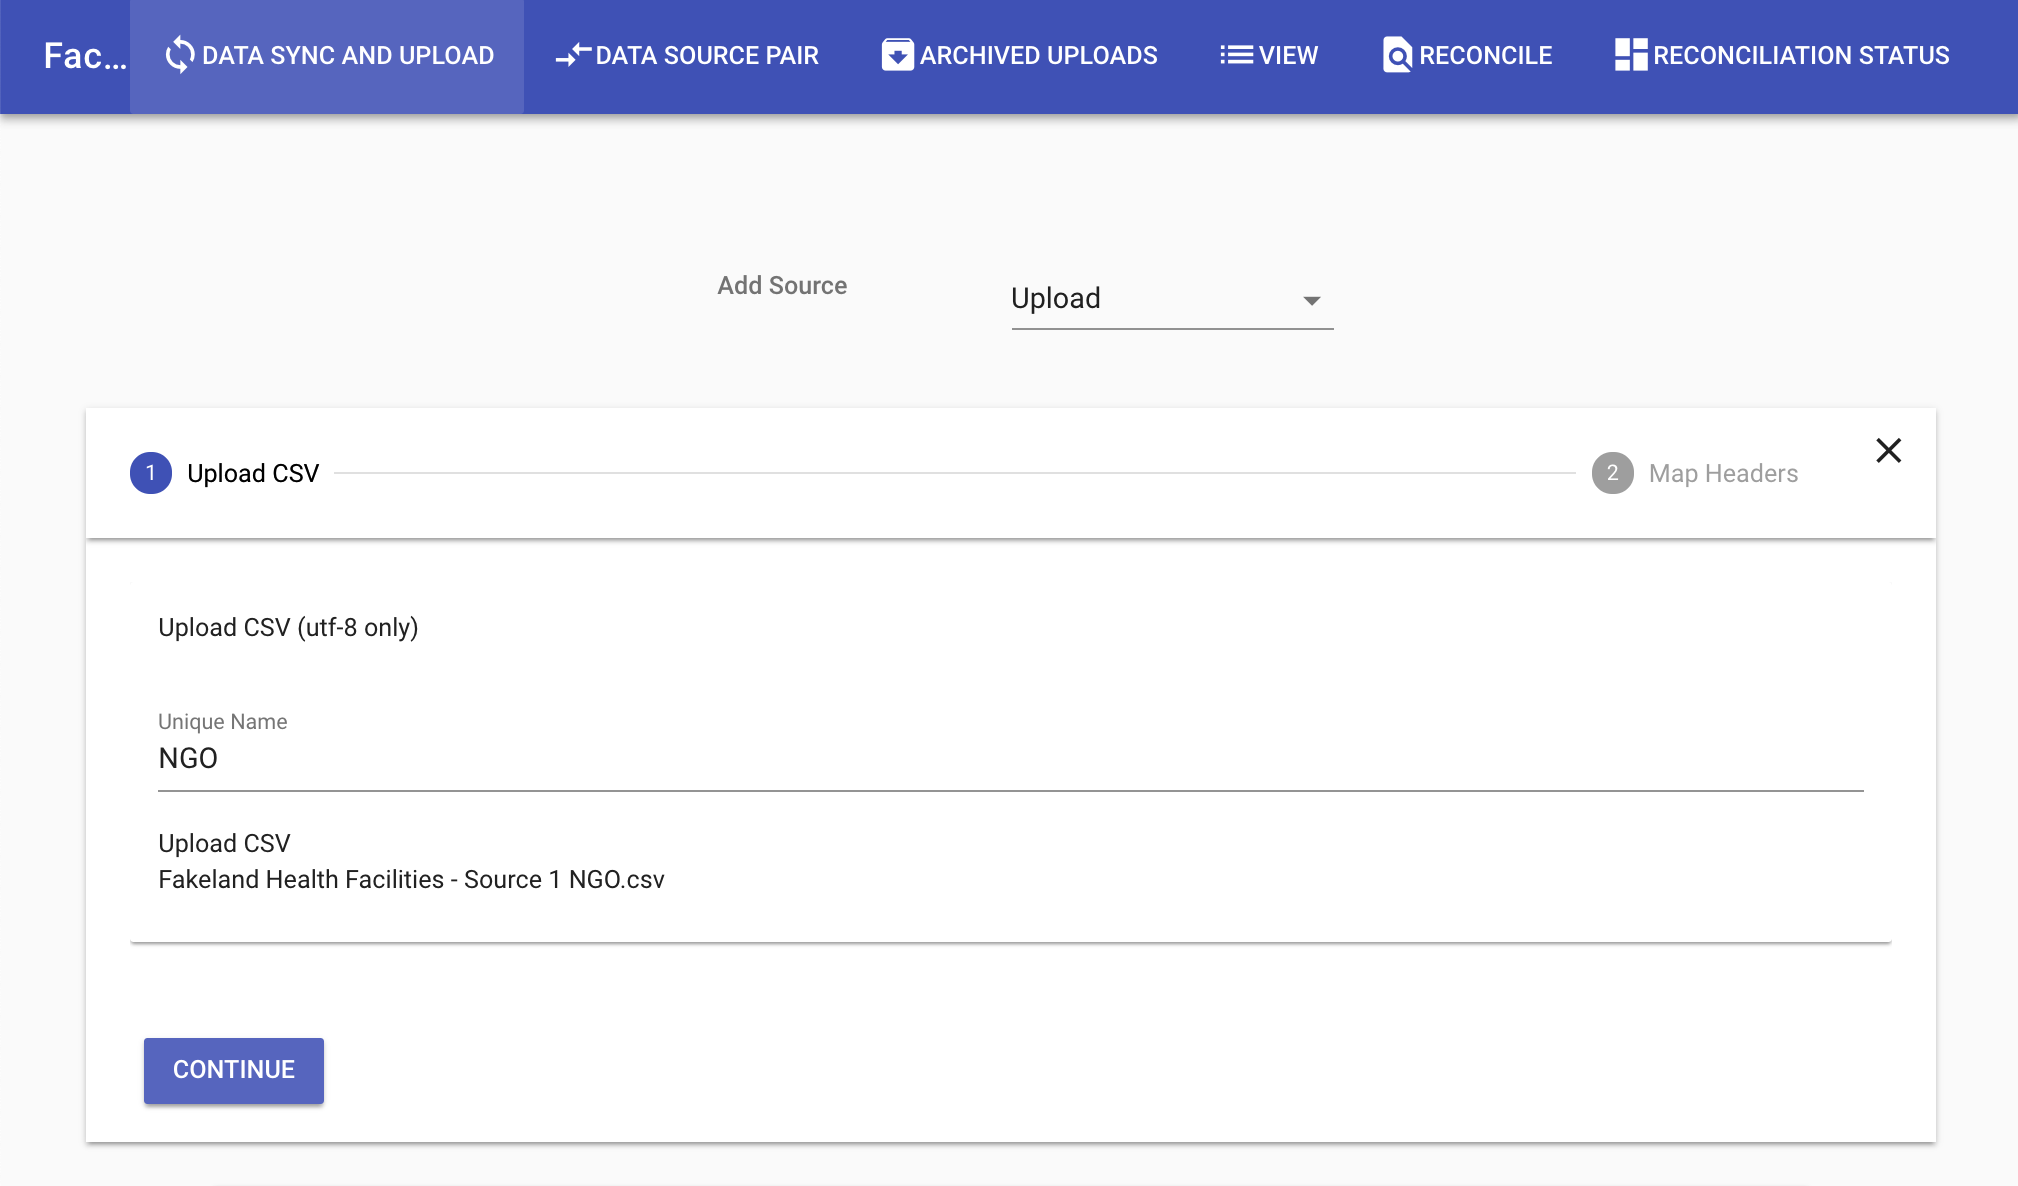 Fac...
DATA SYNC AND UPLOAD
DATA SOURCE PAIR
ARCHIVED UPLOADS
VIEW
RECONCILE
RECONCILIATION STATUS
Add Source
Upload
1
Upload CSV
2
Map Headers
Upload CSV (utf-8 only)
Unique Name
NGO
Upload CSV
Fakeland Health Facilities - Source 1 NGO.csv
CONTINUE